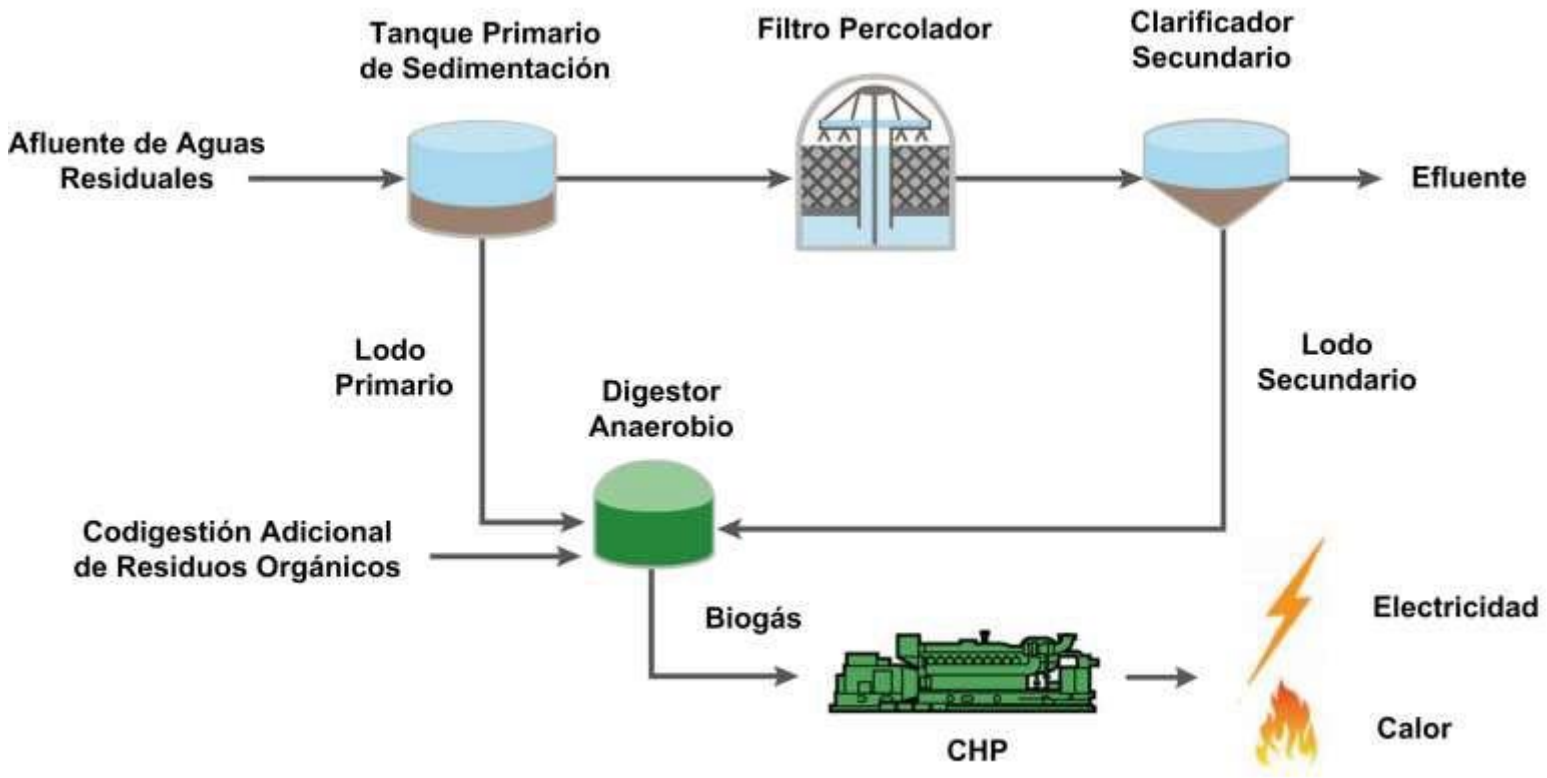 Tanque Primario
de Sedimentación
Filtro Percolador
Clarificador
Secundario
Afluente de Aguas
Residuales
Efluente
Lodo
Primario
Lodo
Secundario
Digestor
Anaerobio
Codigestión Adicional
de Residuos Orgánicos
Biogás
Electricidad
CHP
Calor